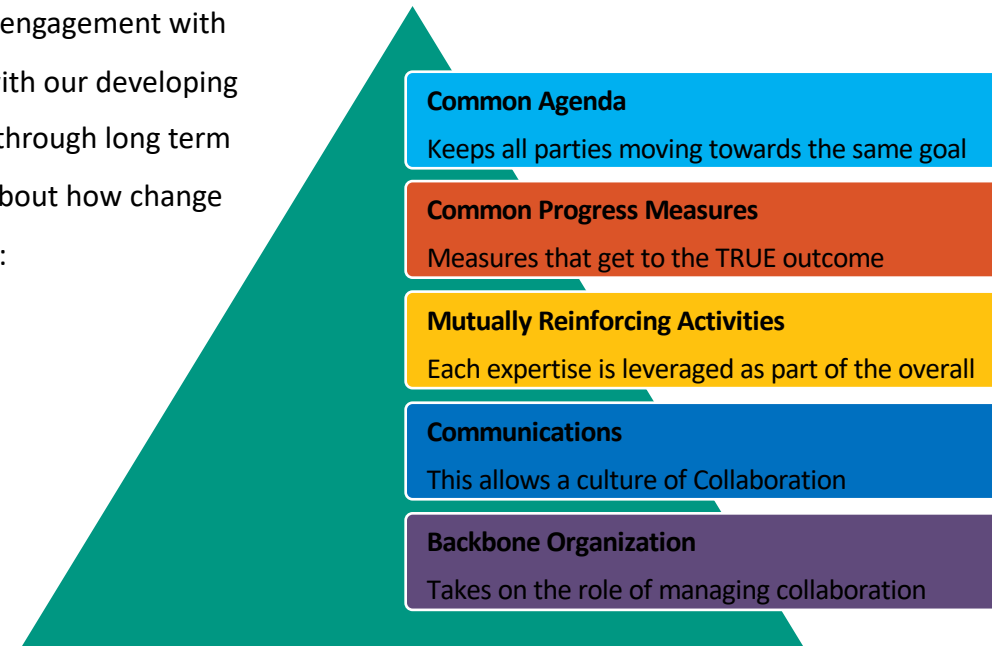 engagement with
with our developing
through long term
about how change
:
Common Agenda
Keeps all parties moving towards the same goal
Common Progress Measures
Measures that get to the TRUE outcome
Mutually Reinforcing Activities
Each expertise is leveraged as part of the overall
Communications
This allows a culture of Collaboration
Backbone Organization
Takes on the role of managing collaboration